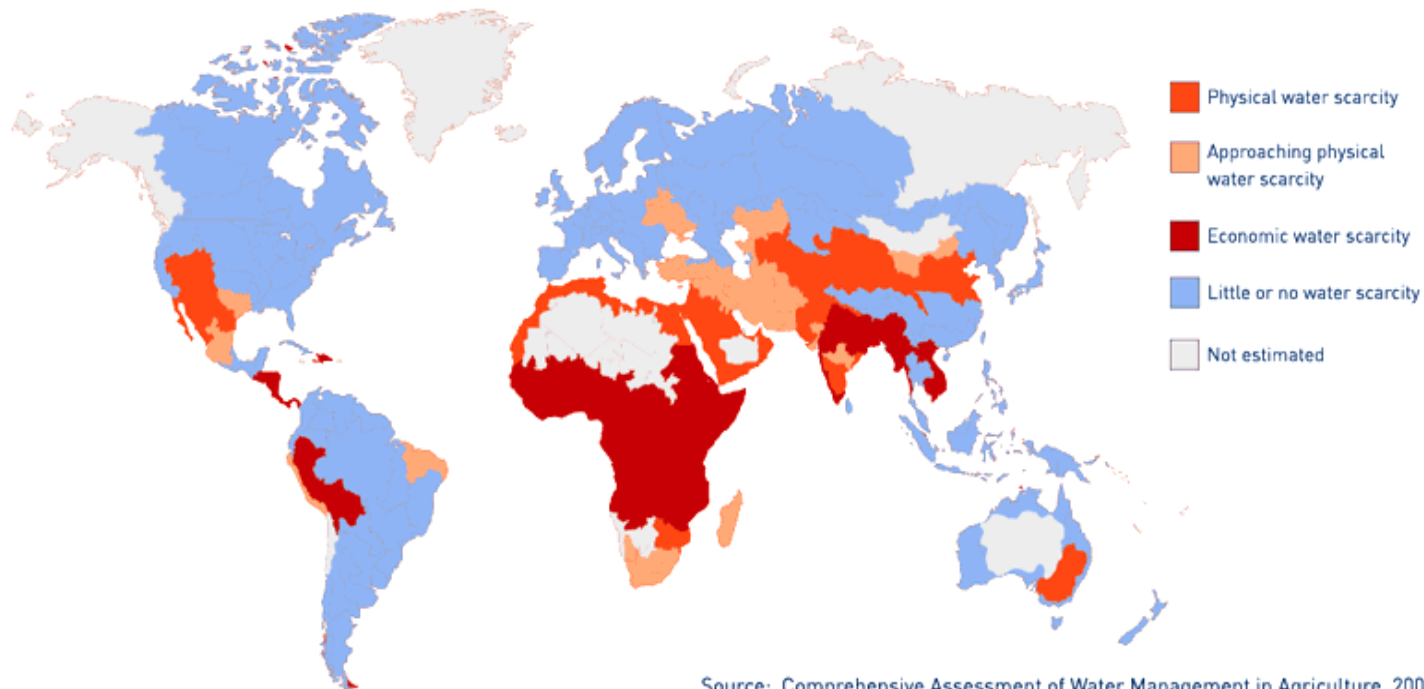 Physical water scarcity
Approaching physical
water scarcity
Economic water scarcity
Little or no water scarcity
Not estimated
Source: Comprehensive Assessment of Water Management in Agriculture,